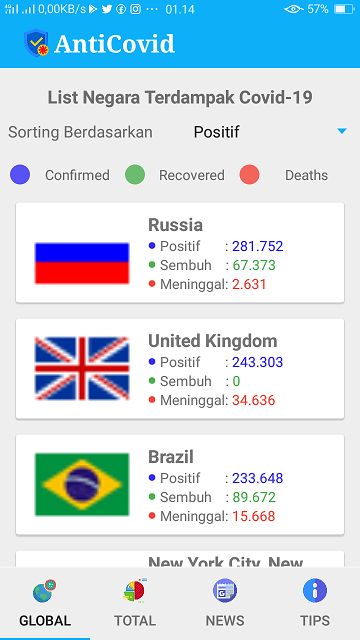 0,00KB/s 01.14 57%
AntiCovid
List Negara Terdampak Covid-19
Sorting Berdasarkan Positif
Confirmed Recovered Deaths
Russia
Positif : 281.752
Sembuh : 67.373
Meninggal: 2.631
United Kingdom
Positif : 243.303
Sembuh : 0
Meninggal: 34.636
Brazil
Positif : 233.648
Sembuh : 89.672
Meninggal: 15.668
New York City, New
GLOBAL TOTAL NEWS TIPS